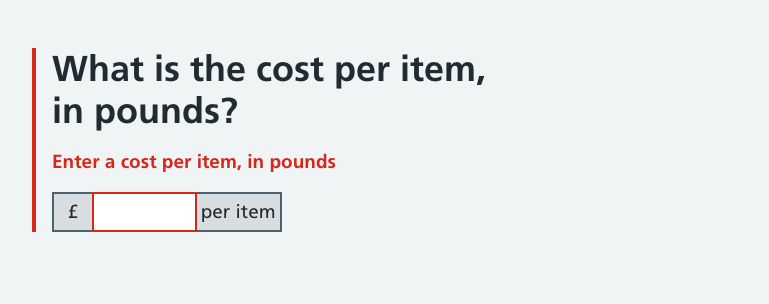 What is the cost per item,
in pounds?
Enter a cost per item, in pounds
£ per item